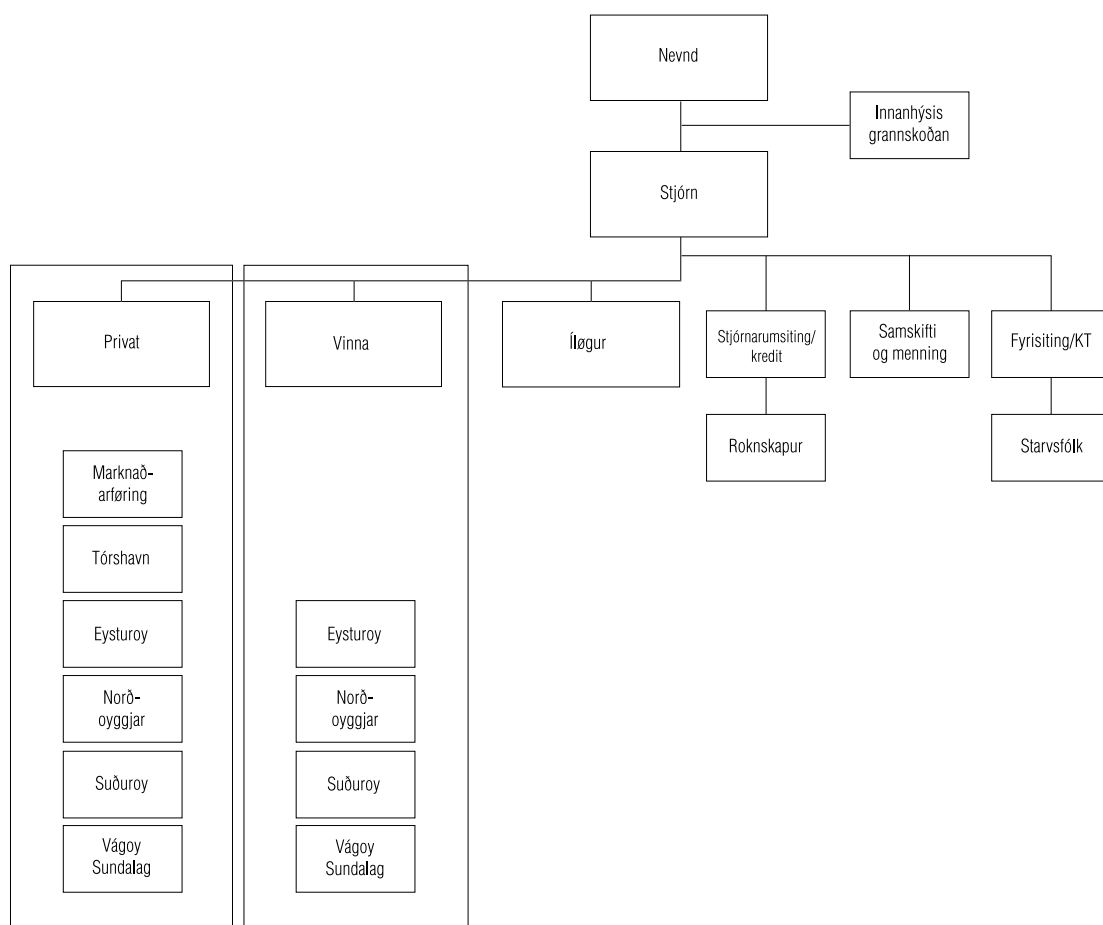 Nevnd
Innanhýsis
grannskoðan
Stjórn
Privat
Vinna
Íløgur
Stjórnarumsiting/
kredit
Samskifti
og menning
Fyrisiting/KT
Roknskapur
Starvsfólk
Marknað-
arføring
Tórshavn
Eysturoy
Norð-
oyggjar
Suðuroy
Vágoy
Sundalag
Eysturoy
Norð-
oyggjar
Suðuroy
Vágoy
Sundalag